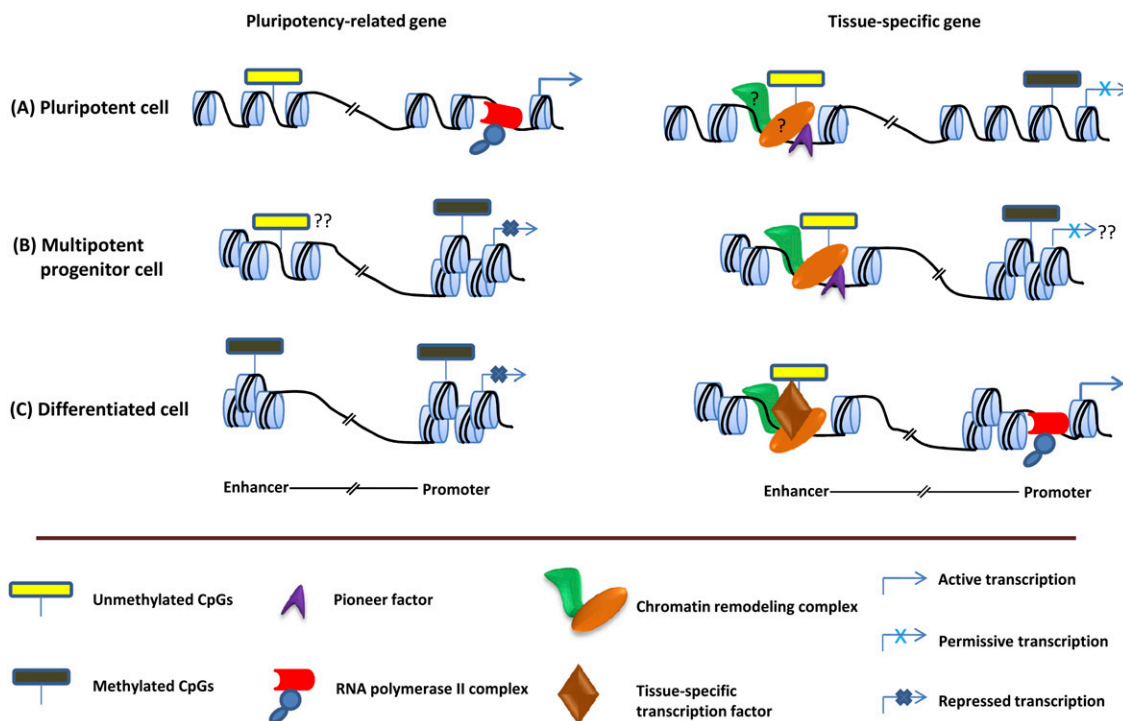 Pluripotency-related gene
Tissue-specific gene
(A) Pluripotent cell
?
?
(B) Multipotent
progenitor cell
??
??
(C) Differentiated cell
Enhancer
Promoter
Enhancer
Promoter
Unmethylated CpGs
Pioneer factor
Chromatin remodeling complex
Active transcription
Permissive transcription
Methylated CpGs
RNA polymerase II complex
Tissue-specific
transcription factor
Repressed transcription